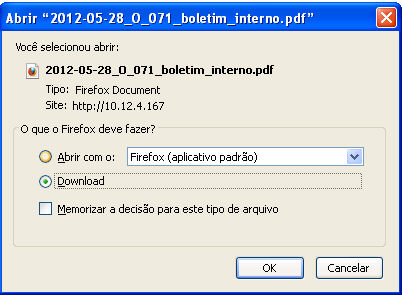 Abrir “2012-05-28_O_071_boletim_interno.pdf”
Você selecionou abrir:
2012-05-28_O_071_boletim_interno.pdf
Tipo: Firefox Document
Site: http://10.12.4.167
O que o Firefox deve fazer?
Abrir com o: Firefox (aplicativo padrão)
Download
Memorizar a decisão para este tipo de arquivo
OK Cancelar